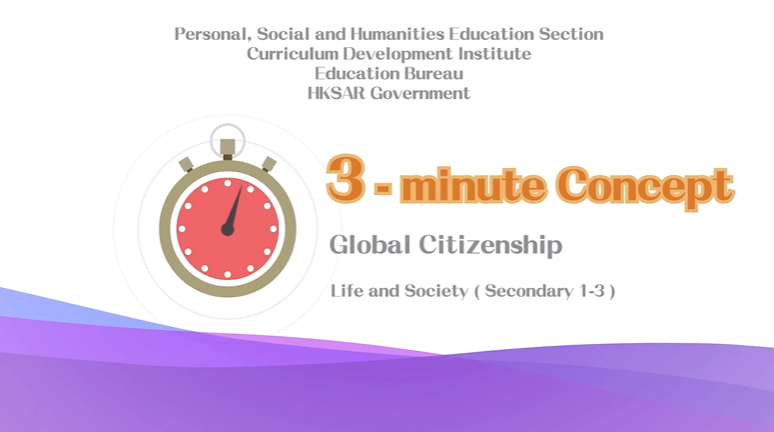 Personal, Social and Humanities Education Section
Curriculum Development Institute
Education Bureau
HKSAR Government
3 - minute Concept
Global Citizenship
Life and Society ( Secondary 1-3 )